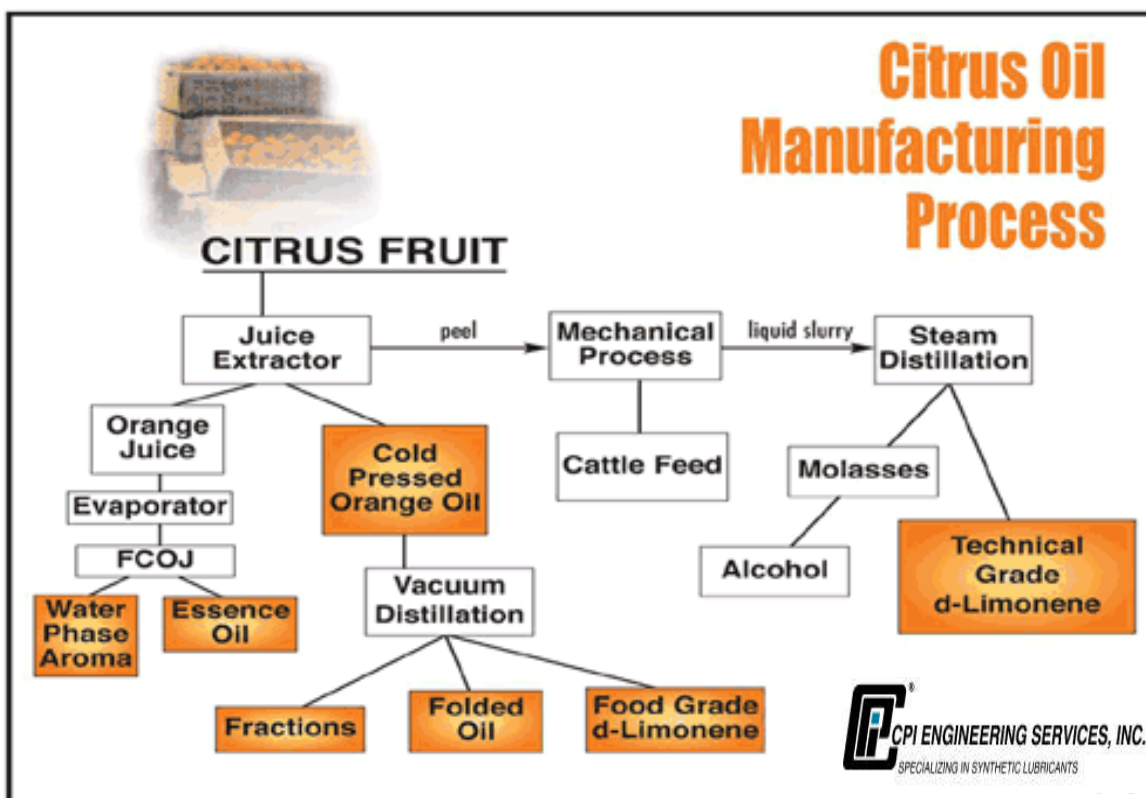 Citrus Oil
Manufacturing
Process
CITRUS FRUIT
Juice
Extractor
peel
Mechanical
Process
liquid slurry
Steam
Distillation
Orange
Juice
Cold
Pressed
Orange Oil
Cattle Feed
Molasses
Evaporator
FCOJ
Alcohol
Technical
Grade
d-Limonene
Water
Phase
Aroma
Essence
Oil
Vacuum
Distillation
Fractions
Folded
Oil
Food Grade
d-Limonene
®
CPI ENGINEERING SERVICES, INC.
SPECIALIZING IN SYNTHETIC LUBRICANTS